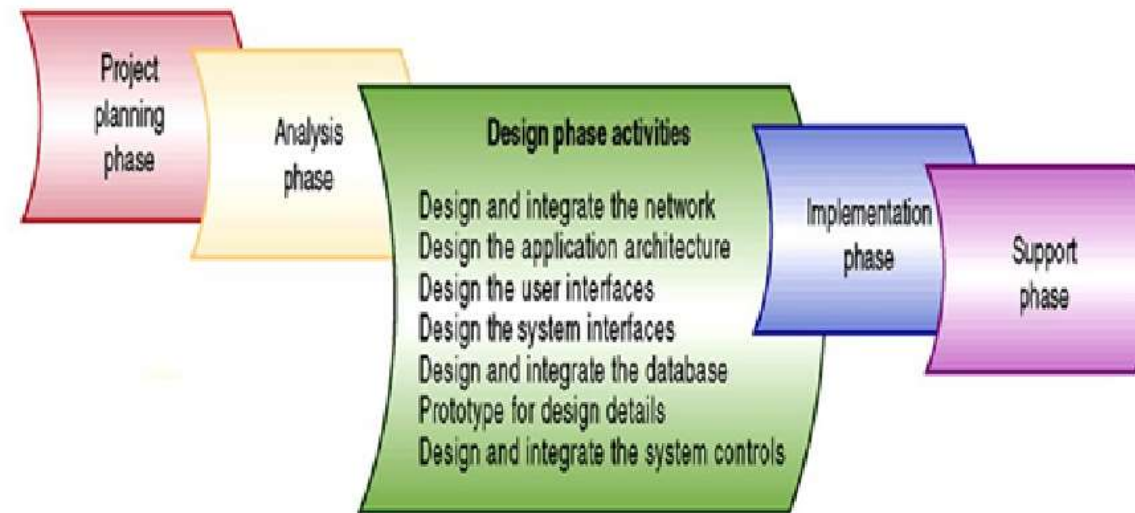 Project
planning
phase
Analysis
phase
Design phase activities
Design and integrate the network
Design the application architecture
Design the user interfaces
Design the system interfaces
Design and integrate the database
Prototype for design details
Design and integrate the system controls
Implementation
phase
Support
phase